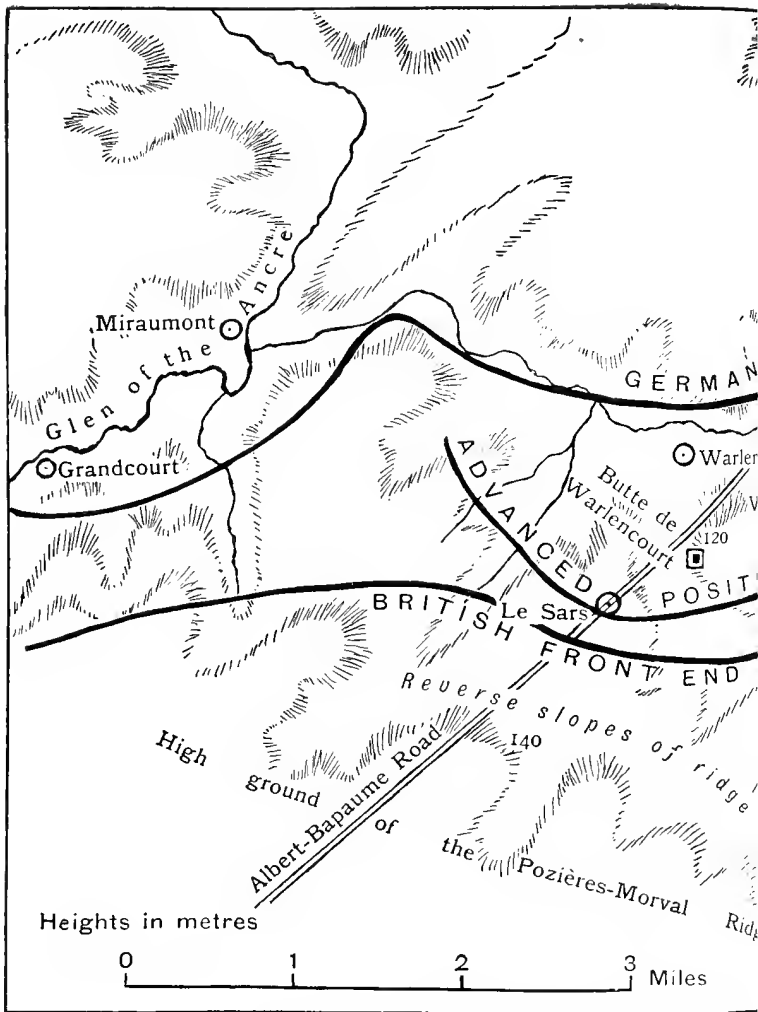 Miraumont
Glen of the Ancre
Grandcourt
GERMAN
ADVANCED
POSIT
Warlen
Butte de
Warlencourt
120
Le Sars
BRITISH FRONT END
Reverse slopes of ridge
140
High ground of the Pozières-Morval Ridg
Albert-Bapaume Road
Heights in metres
0 1 2 3 Miles